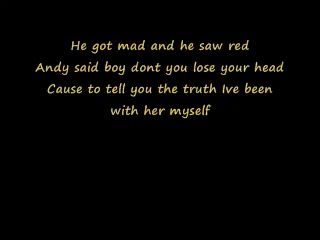 He got mad and he saw red
Andy said boy dont you lose your head
Cause to tell you the truth Ive been
with her myself